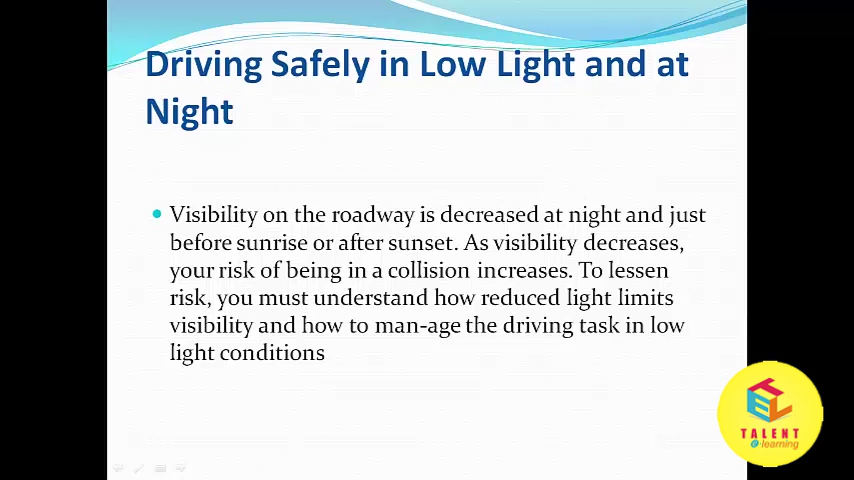 Driving Safely in Low Light and at
Night
Visibility on the roadway is decreased at night and just
before sunrise or after sunset. As visibility decreases,
your risk of being in a collision increases. To lessen
risk, you must understand how reduced light limits
visibility and how to man-age the driving task in low
light conditions
TEL
TALENT
e-learning